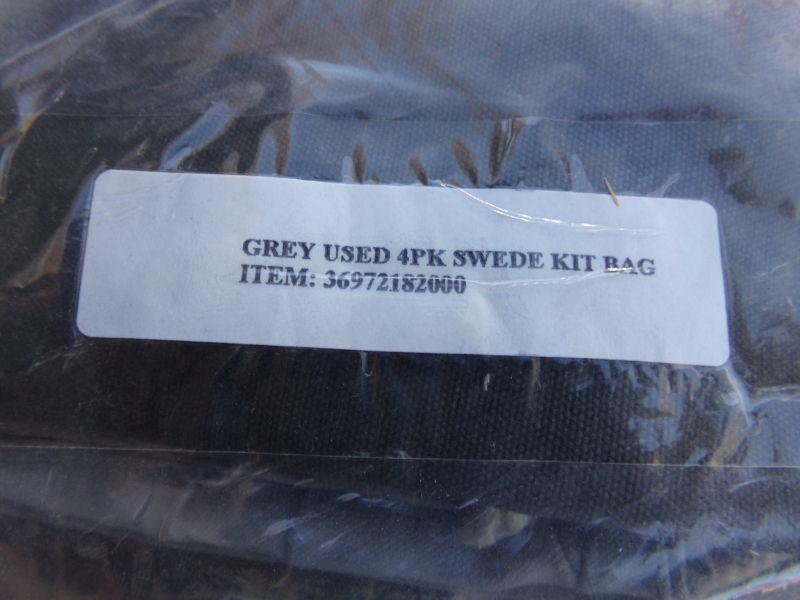 GREY USED 4PK SWEDE KIT BAG
ITEM: 36972182000